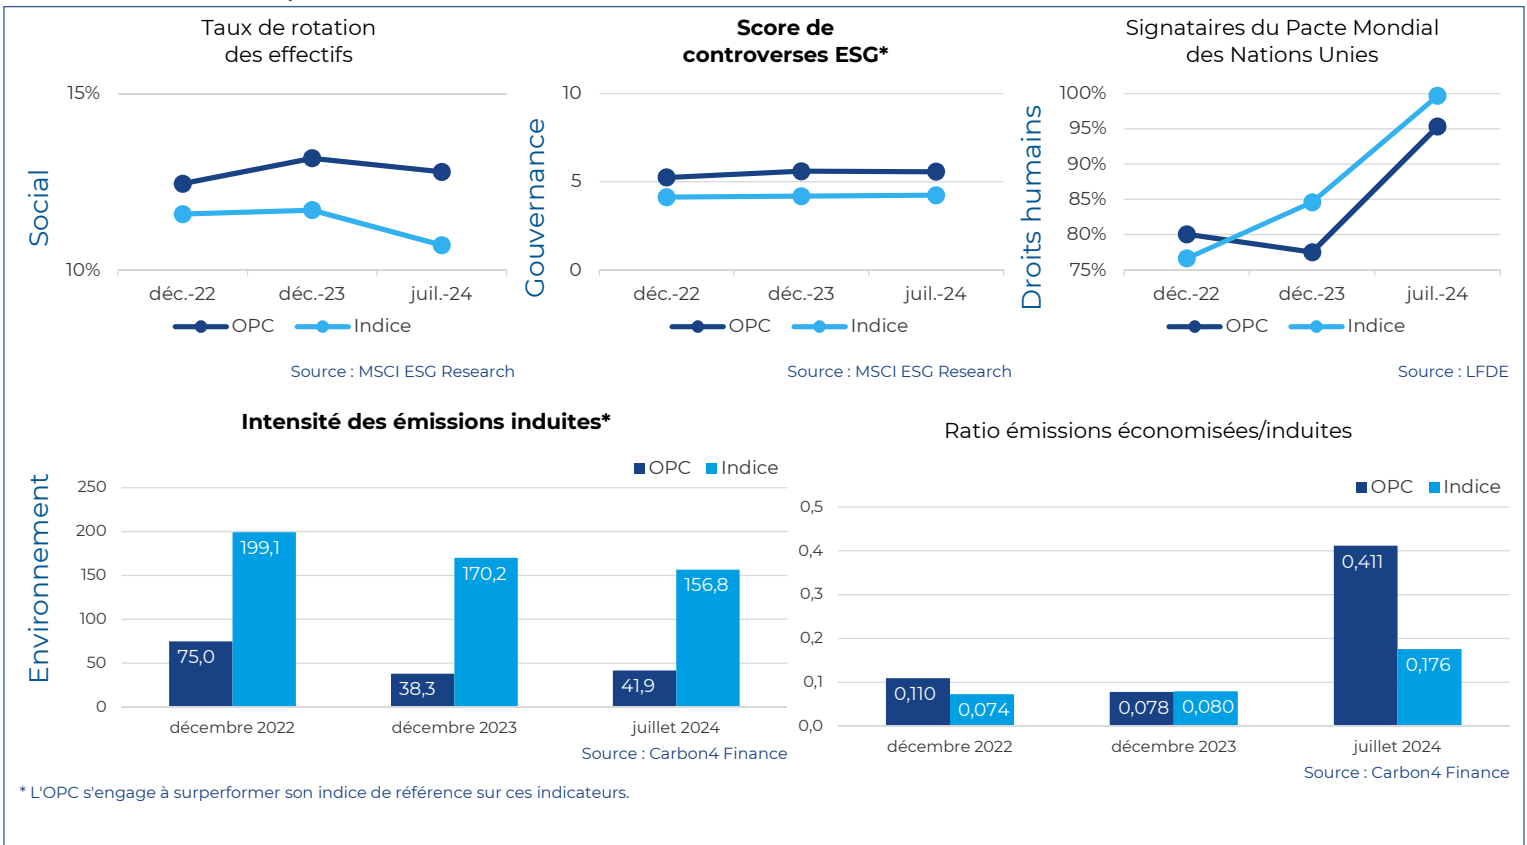 Taux de rotation
des effectifs
Social
15%
10%
déc.-22 déc.-23 juil.-24
OPC Indice
Source : MSCI ESG Research
Score de
controverses ESG*
Gouvernance
10
5
0
déc.-22 déc.-23 juil.-24
OPC Indice
Source : MSCI ESG Research
Signataires du Pacte Mondial
des Nations Unies
Droits humains
100%
95%
90%
85%
80%
75%
déc.-22 déc.-23 juil.-24
OPC Indice
Source : LFDE
Intensité des émissions induites*
Environnement
OPC Indice
250
200
150
100
50
0
75,0 199,1
38,3 170,2
41,9 156,8
décembre 2022 décembre 2023 juillet 2024
Source : Carbon4 Finance
Ratio émissions économisées/induites
OPC Indice
0,5
0,4
0,3
0,2
0,1
0,0
0,110 0,074
0,078 0,080
0,411 0,176
décembre 2022 décembre 2023 juillet 2024
Source : Carbon4 Finance
* L'OPC s'engage à surperformer son indice de référence sur ces indicateurs.